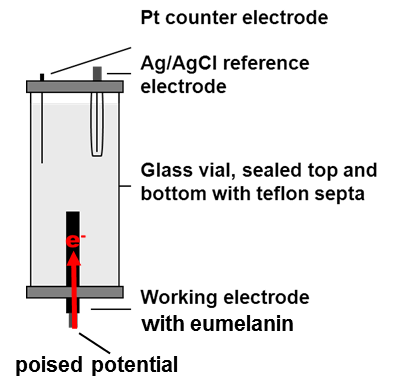 Pt counter electrode
Ag/AgCl reference
electrode
Glass vial, sealed top and
bottom with teflon septa
e-
Working electrode
with eumelanin
poised potential